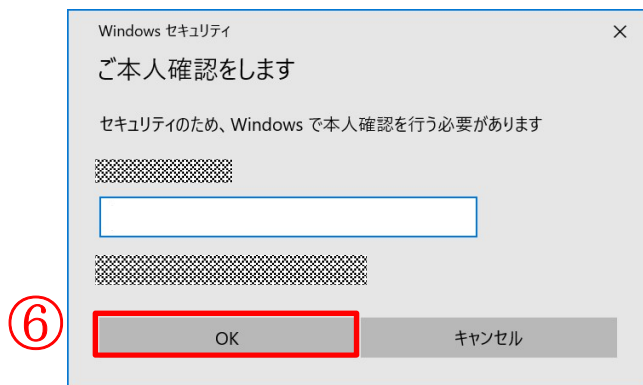 Windows セキュリティ
ご本人確認をします
セキュリティのため、Windows で本人確認を行う必要があります
⑥
OK
キャンセル